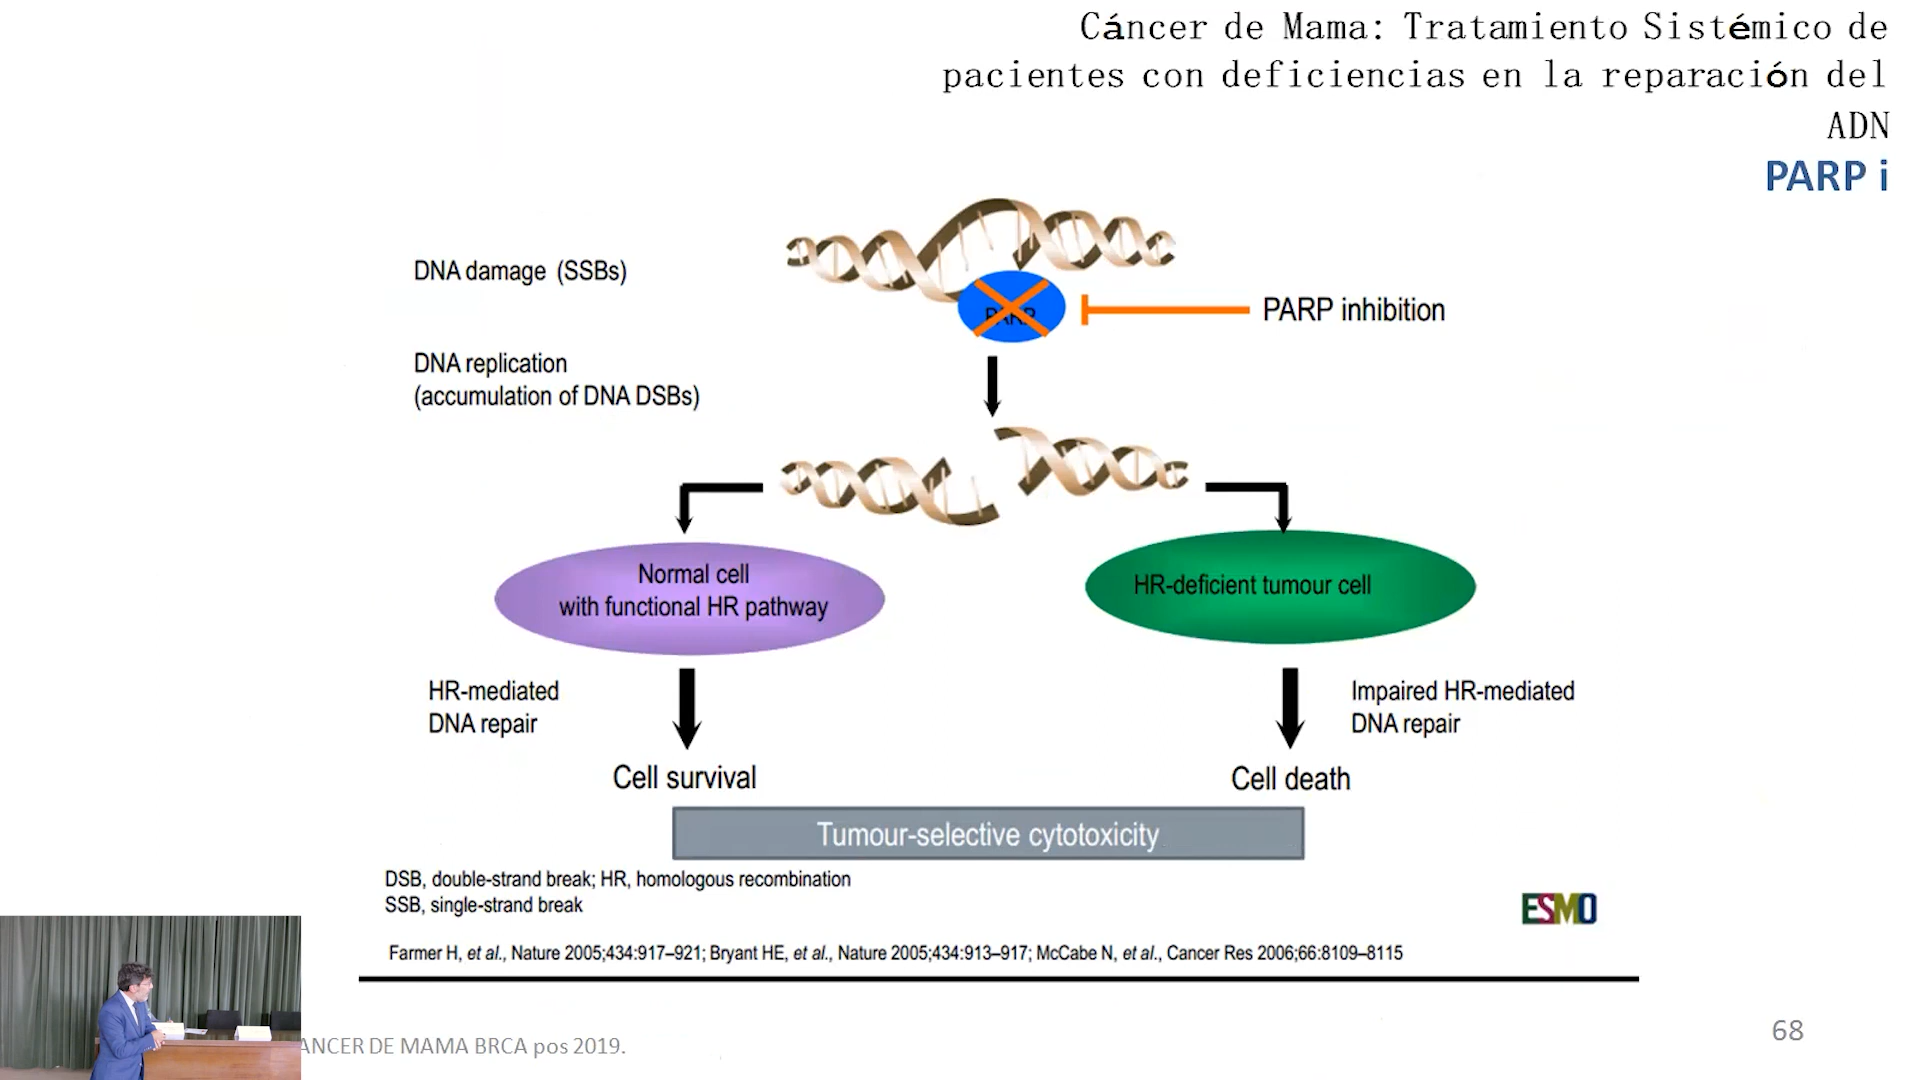 Cáncer de Mama: Tratamiento Sistémico de
pacientes con deficiencias en la reparación del
ADN
PARP i
DNA damage (SSBs)
PARP
PARP inhibition
DNA replication
(accumulation of DNA DSBs)
Normal cell
with functional HR pathway
HR-deficient tumour cell
HR-mediated
DNA repair
Impaired HR-mediated
DNA repair
Cell survival
Cell death
Tumour-selective cytotoxicity
DSB, double-strand break; HR, homologous recombination
SSB, single-strand break
ESMO
Farmer H, et al., Nature 2005;434:917–921; Bryant HE, et al., Nature 2005;434:913–917; McCabe N, et al., Cancer Res 2006;66:8109–8115
ANCER DE MAMA BRCA pos 2019.
68